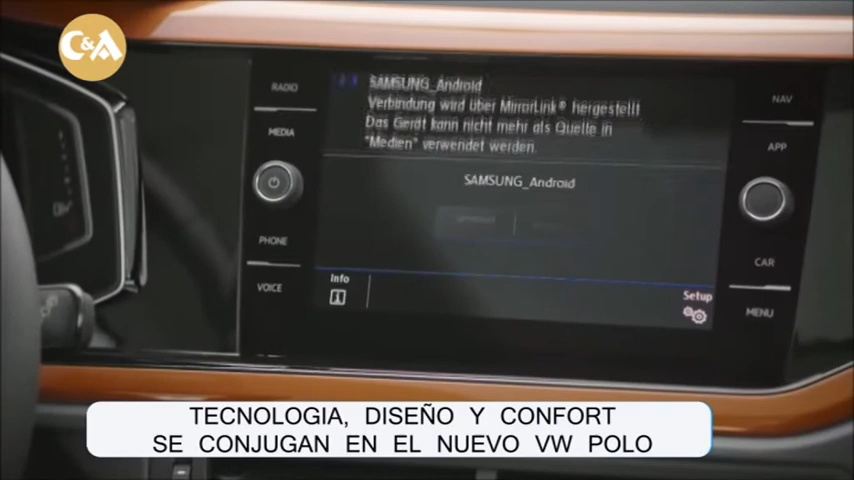 C&A
RADIO
MEDIA
PHONE
VOICE
SAMSUNG_Android
Verbindung wird über MirrorLink® hergestellt.
Das Gerät kann nicht mehr als Quelle in
"Medien" verwendet werden.
SAMSUNG_Android
Info
Setup
NAV
APP
CAR
MENU
TECNOLOGIA, DISEÑO Y CONFORT
SE CONJUGAN EN EL NUEVO VW POLO